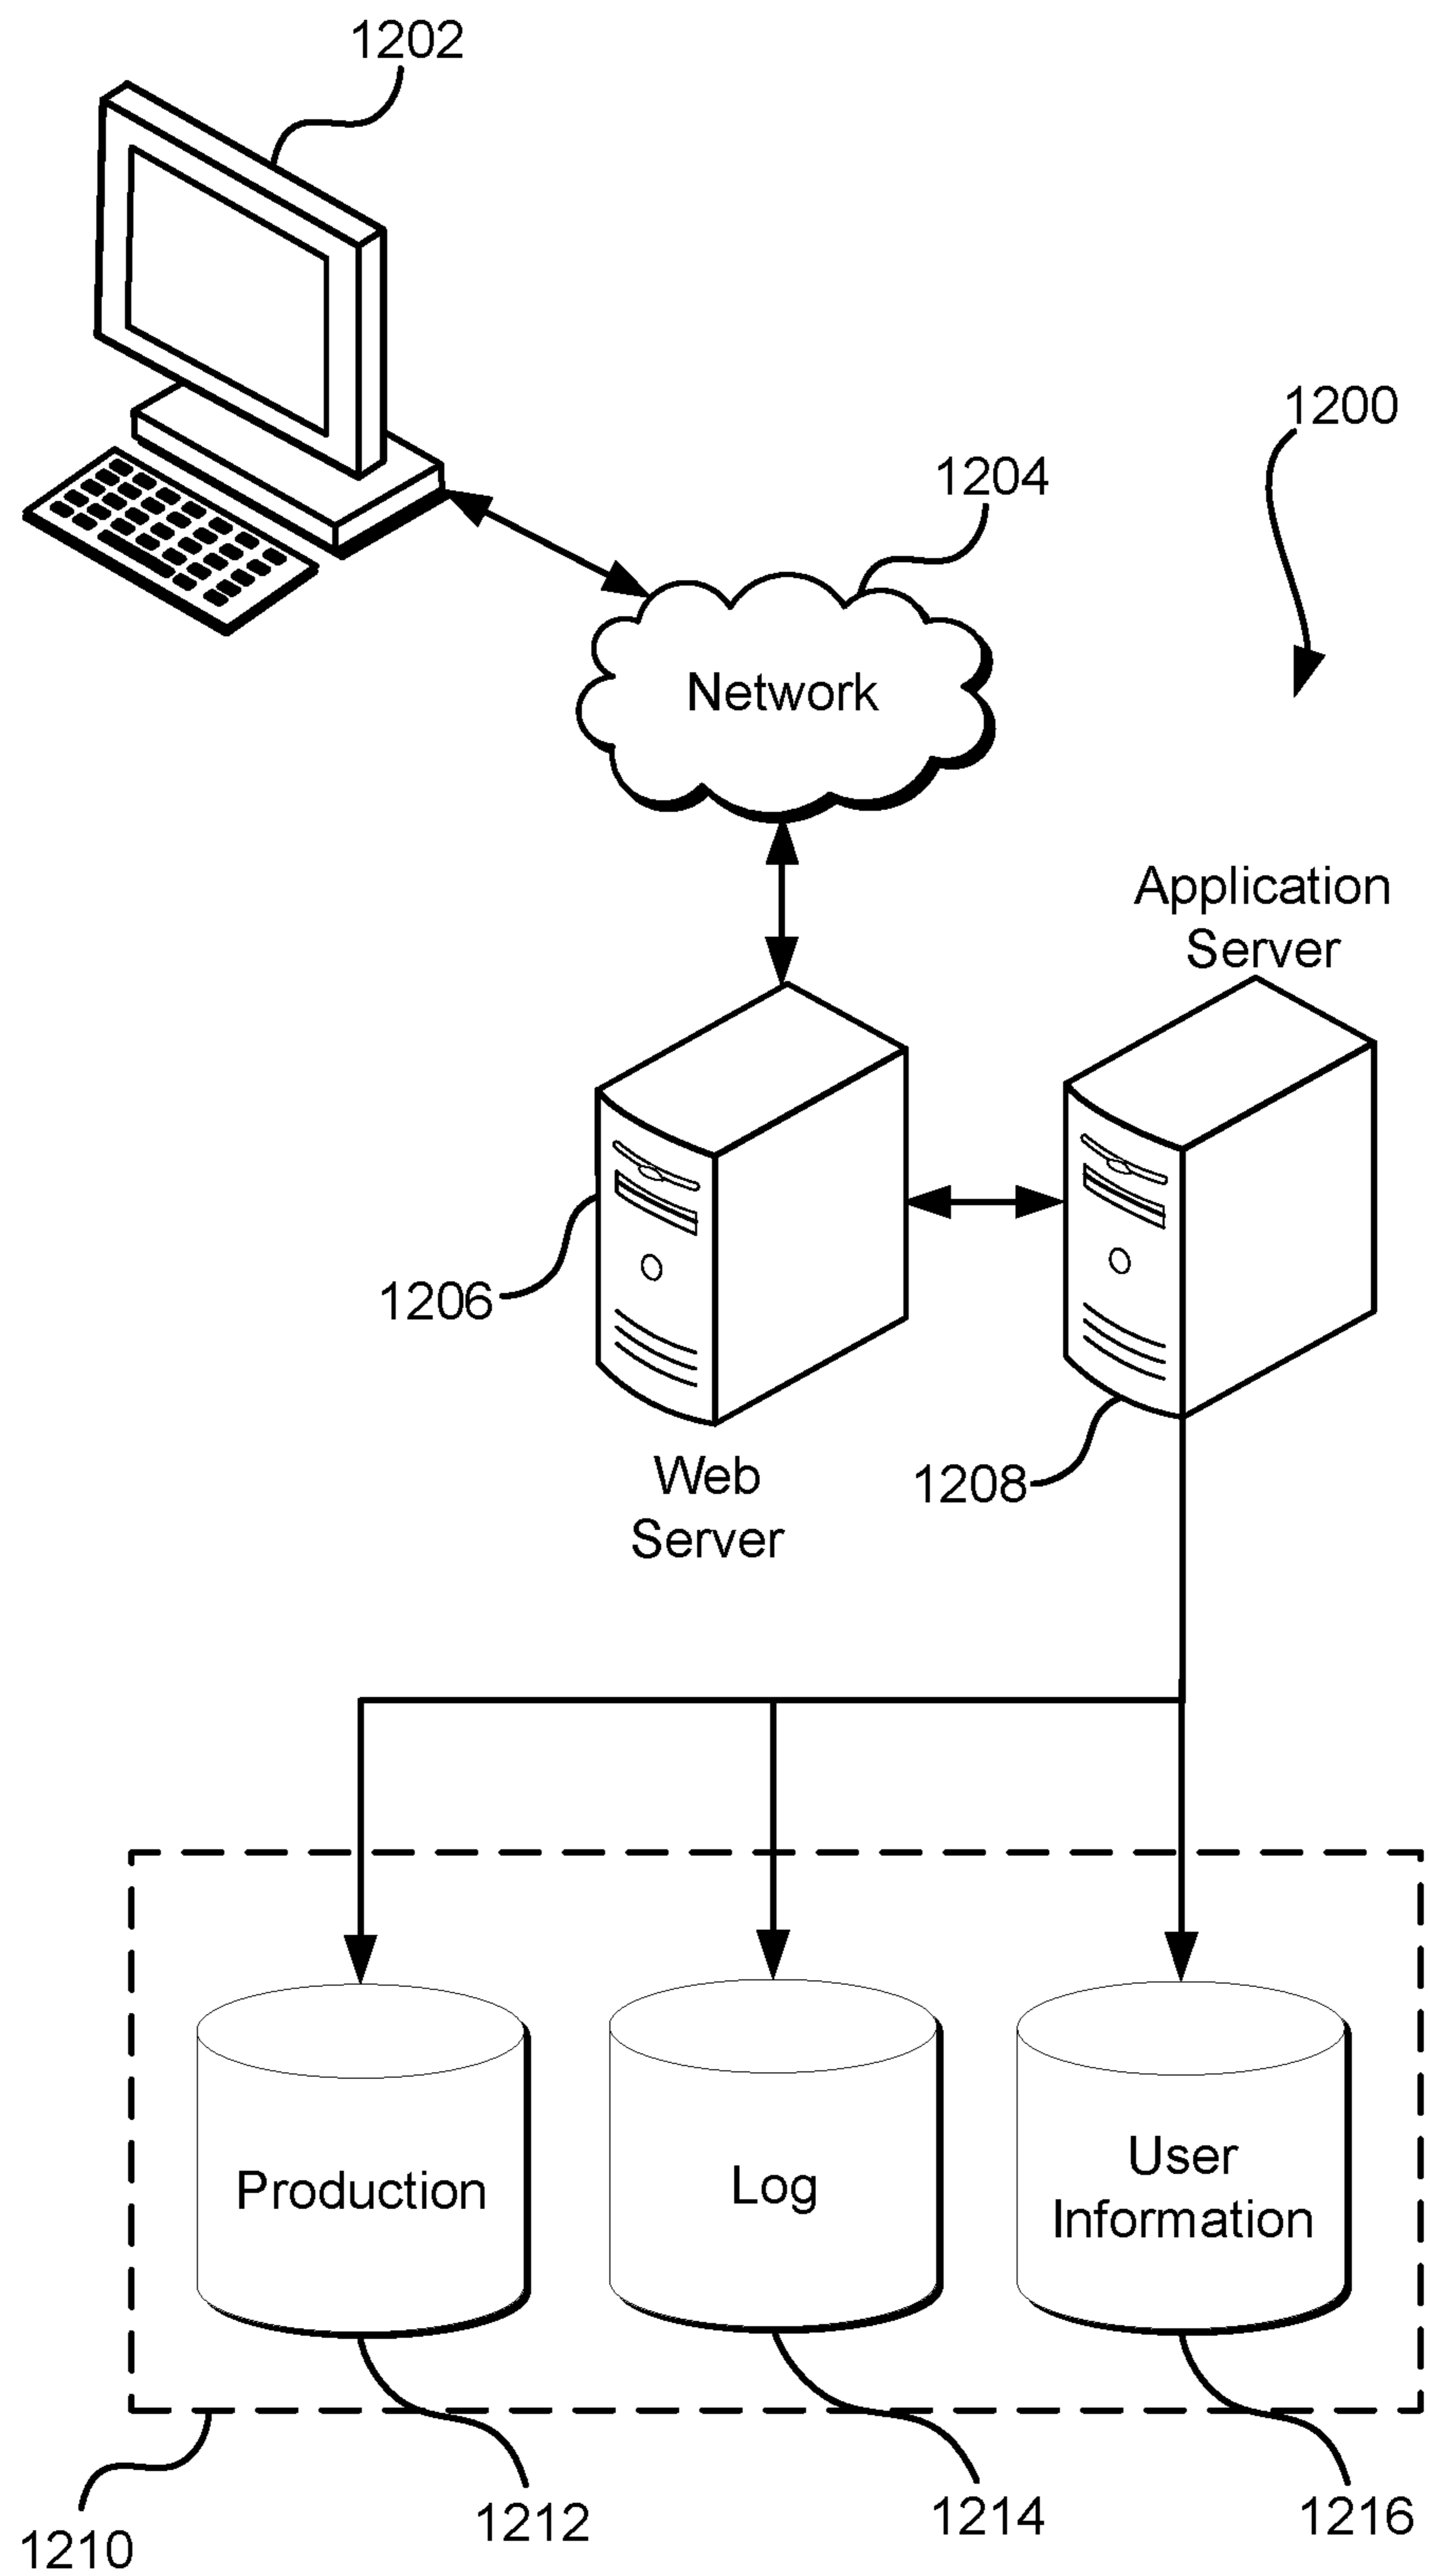 1202
1200
1204
Network
Application
Server
1206
1208
Web
Server
Production
Log
User
Information
1210
1212
1214
1216